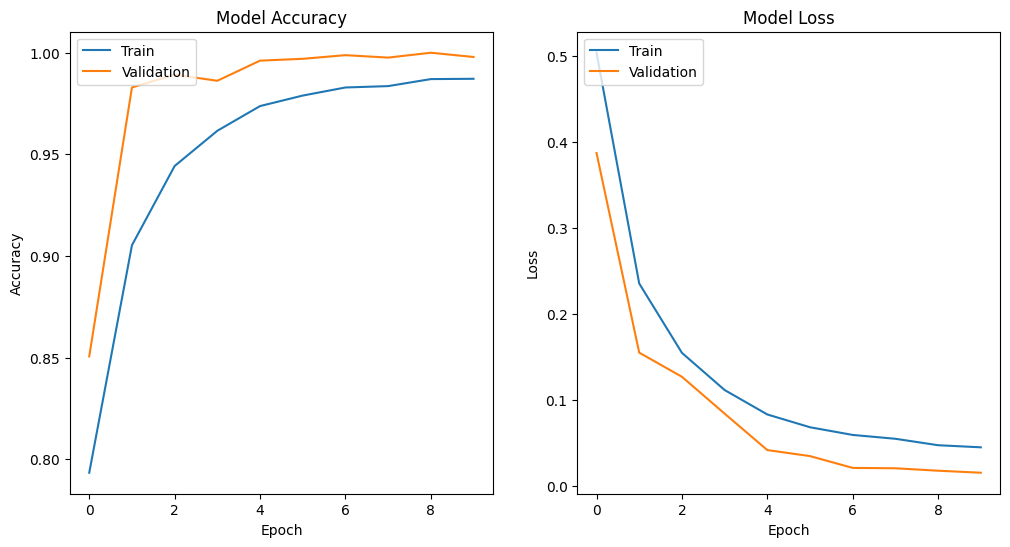 Model Accuracy
Train
Validation
1.00
0.95
0.90
0.85
0.80
Accuracy
0 2 4 6 8
Epoch
Model Loss
Train
Validation
0.5
0.4
0.3
0.2
0.1
0.0
Loss
0 2 4 6 8
Epoch